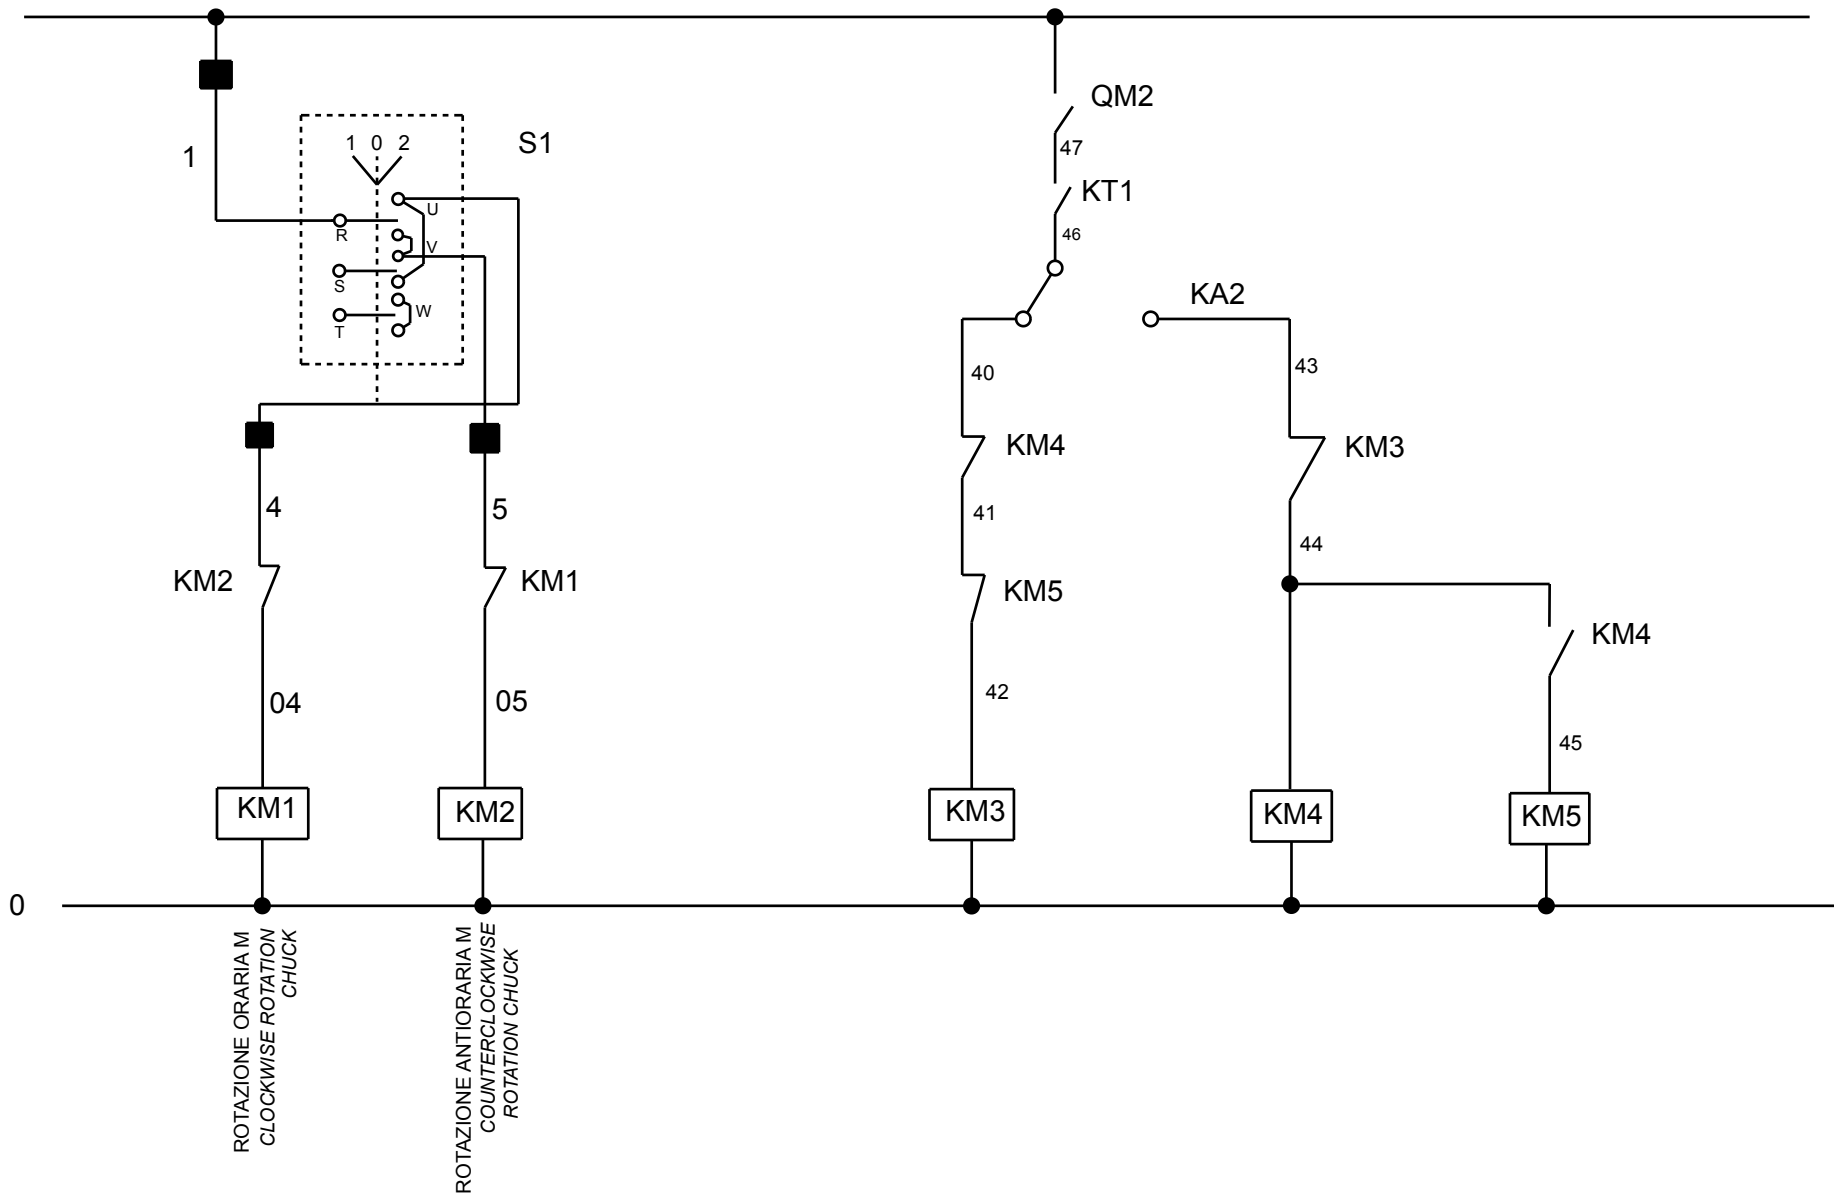 QM2
1 0 2
S1
47
1
KT1
U
R
46
V
S
KA2
W
T
40
43
KM4
KM3
4
5
41
44
KM2
KM1
KM5
KM4
04
05
42
45
KM1
KM2
KM3
KM4
KM5
0
ROTAZIONE ORARIA M
CLOCKWISE ROTATION
CHUCK
ROTAZIONE ANTIORARIA M
COUNTERCLOCKWISE
ROTATION CHUCK